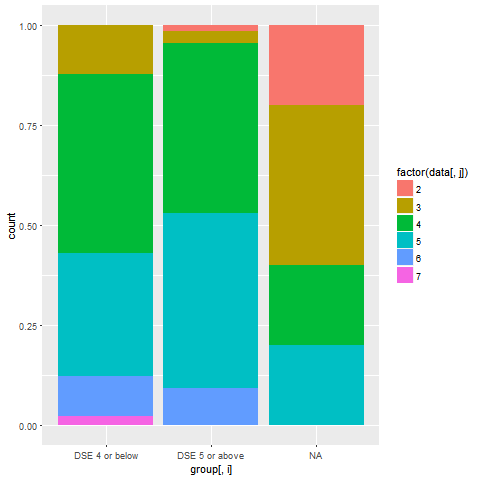 1.00
0.75
0.50
0.25
0.00
count
DSE 4 or below
DSE 5 or above
NA
group[, i]
factor(data[, j])
2
3
4
5
6
7